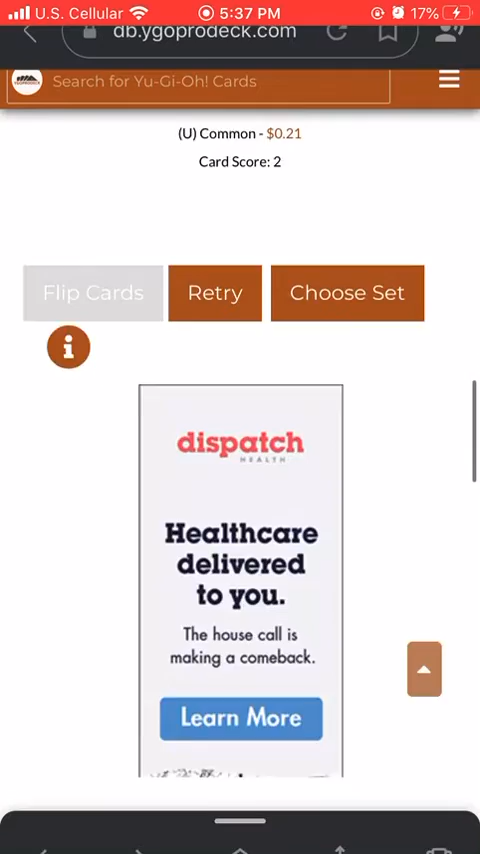 U.S. Cellular 5:37 PM 17%
db.ygoprodeck.com
YGOPRODECK
Search for Yu-Gi-Oh! Cards
(U) Common - $0.21
Card Score: 2
Flip Cards Retry Choose Set
i
dispatch
HEALTH
Healthcare
delivered
to you.
The house call is
making a comeback.
Learn More